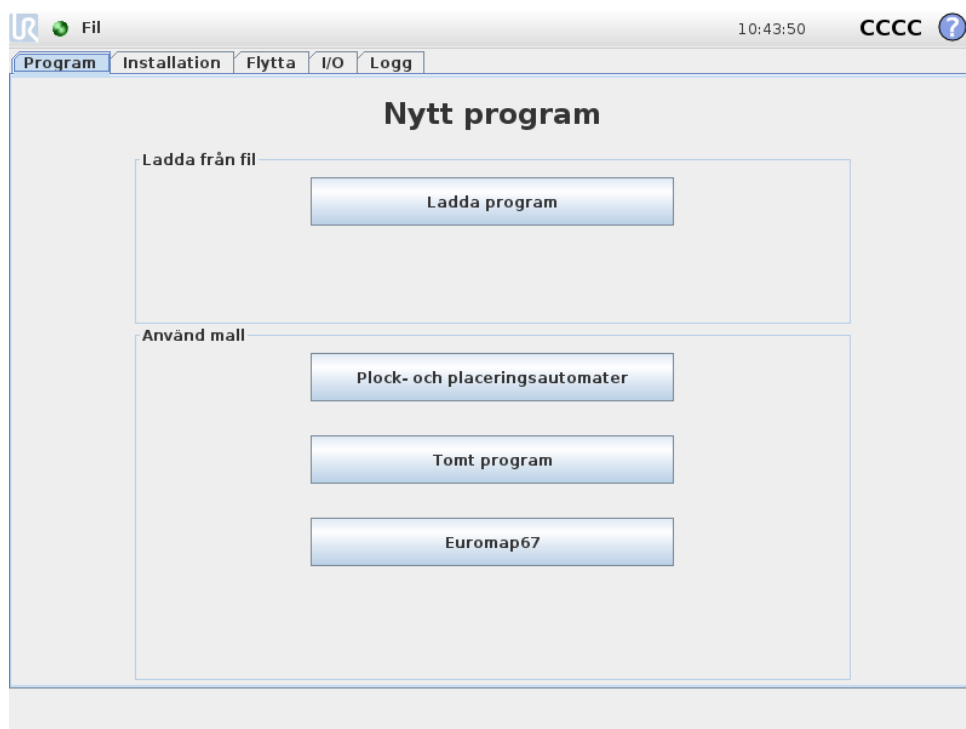 UR Fil 10:43:50 CCCC ?
Program Installation Flytta I/O Logg
Nytt program
Ladda från fil
Ladda program
Använd mall
Plock- och placeringsautomater
Tomt program
Euromap67